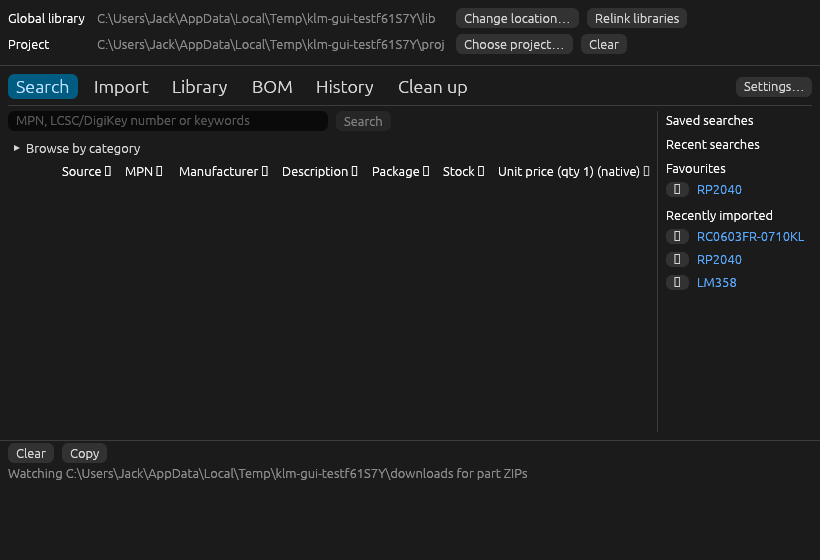 Global library C:\Users\Jack\AppData\Local\Temp\klm-gui-testf61S7Y\lib Change location... Relink libraries
Project C:\Users\Jack\AppData\Local\Temp\klm-gui-testf61S7Y\proj Choose project... Clear
Search Import Library BOM History Clean up Settings...
MPN, LCSC/DigiKey number or keywords Search
Browse by category
Source MPN Manufacturer Description Package Stock Unit price (qty 1) (native)
Saved searches
Recent searches
Favourites
RP2040
Recently imported
RC0603FR-0710KL
RP2040
LM358
Clear Copy
Watching C:\Users\Jack\AppData\Local\Temp\klm-gui-testf61S7Y\downloads for part ZIPs